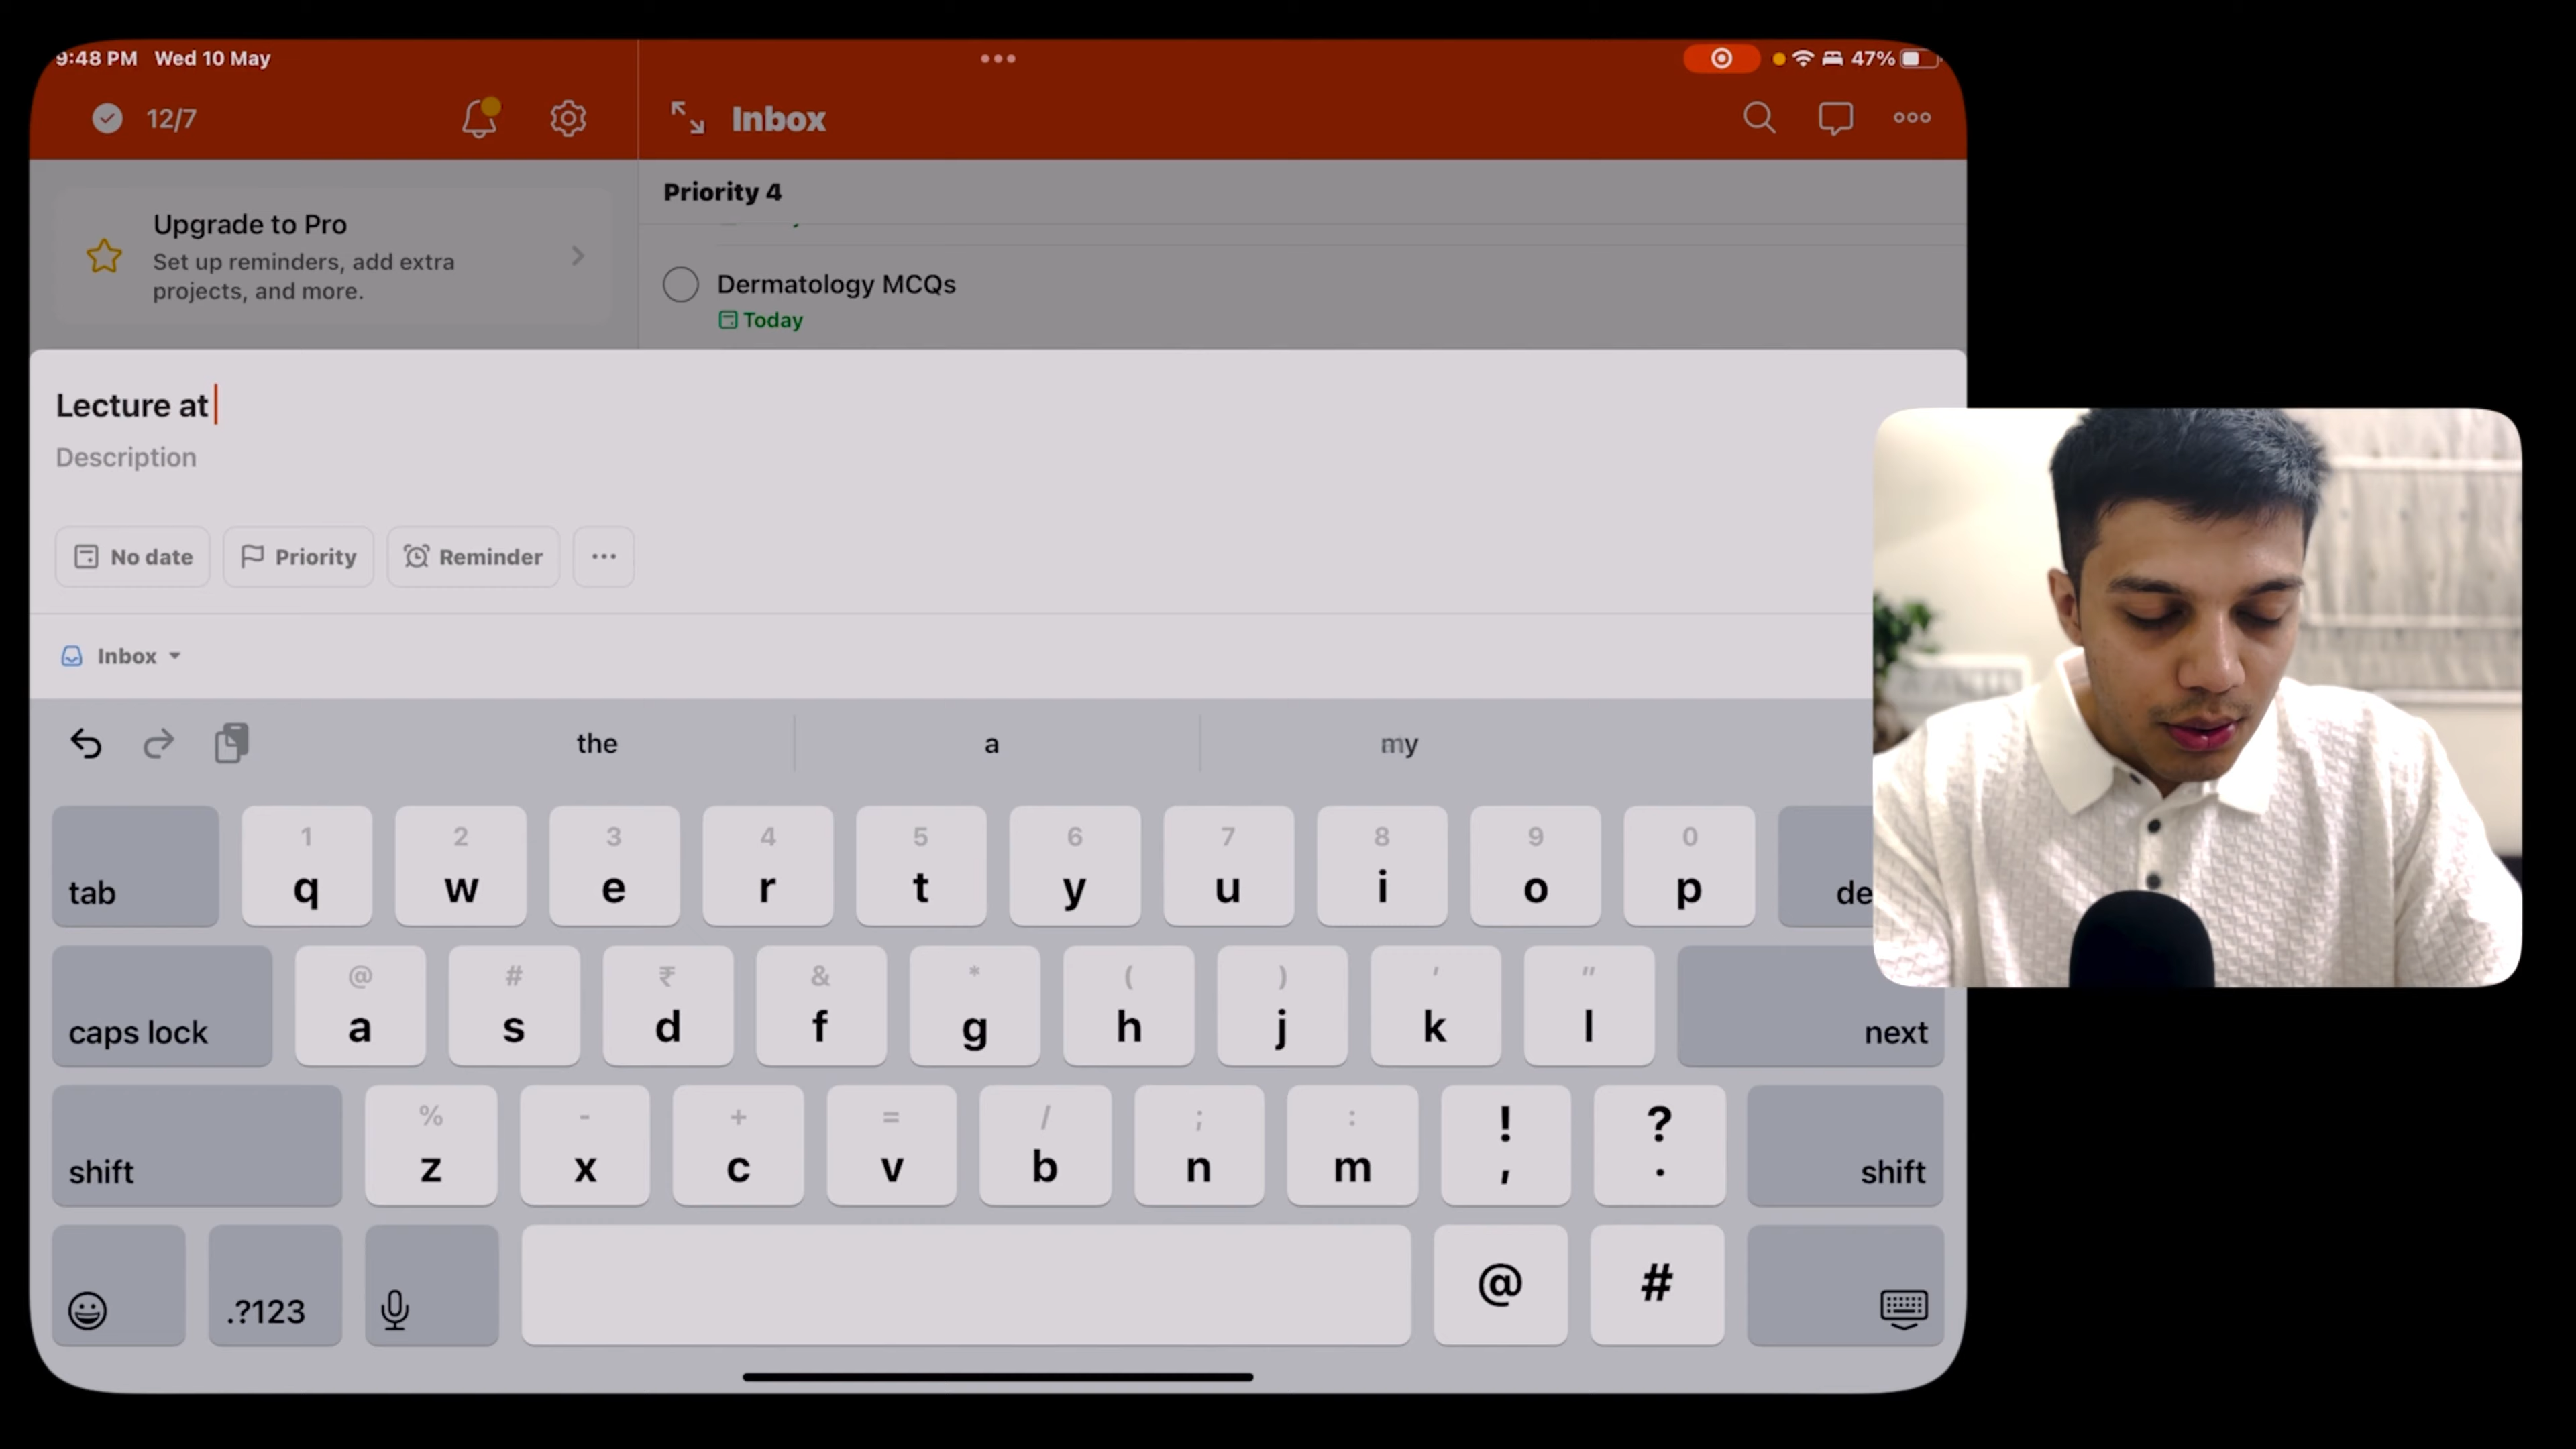 9:48 PM Wed 10 May
47%
12/7
Inbox
Upgrade to Pro
Set up reminders, add extra
projects, and more.
Priority 4
Dermatology MCQs
Today
Lecture at
Description
No date
Priority
Reminder
Inbox
the a my
1 2 3 4 5 6 7 8 9 0
tab q w e r t y u i o p de
@ # ₹ & * ( ) ' "
caps lock a s d f g h j k l next
% - + = / ; : ! ?
shift z x c v b n m , . shift
.?123 @ #